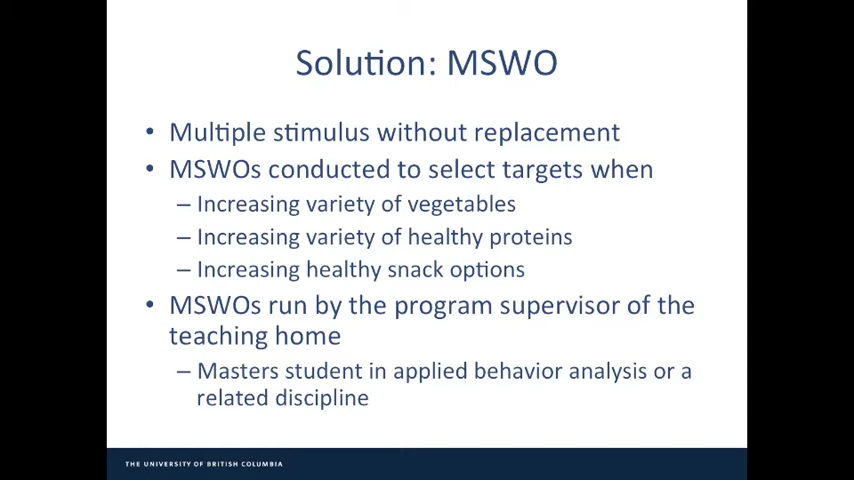 Solution: MSWO
• Multiple stimulus without replacement
• MSWOs conducted to select targets when
– Increasing variety of vegetables
– Increasing variety of healthy proteins
– Increasing healthy snack options
• MSWOs run by the program supervisor of the
teaching home
– Masters student in applied behavior analysis or a
related discipline
THE UNIVERSITY OF BRITISH COLUMBIA